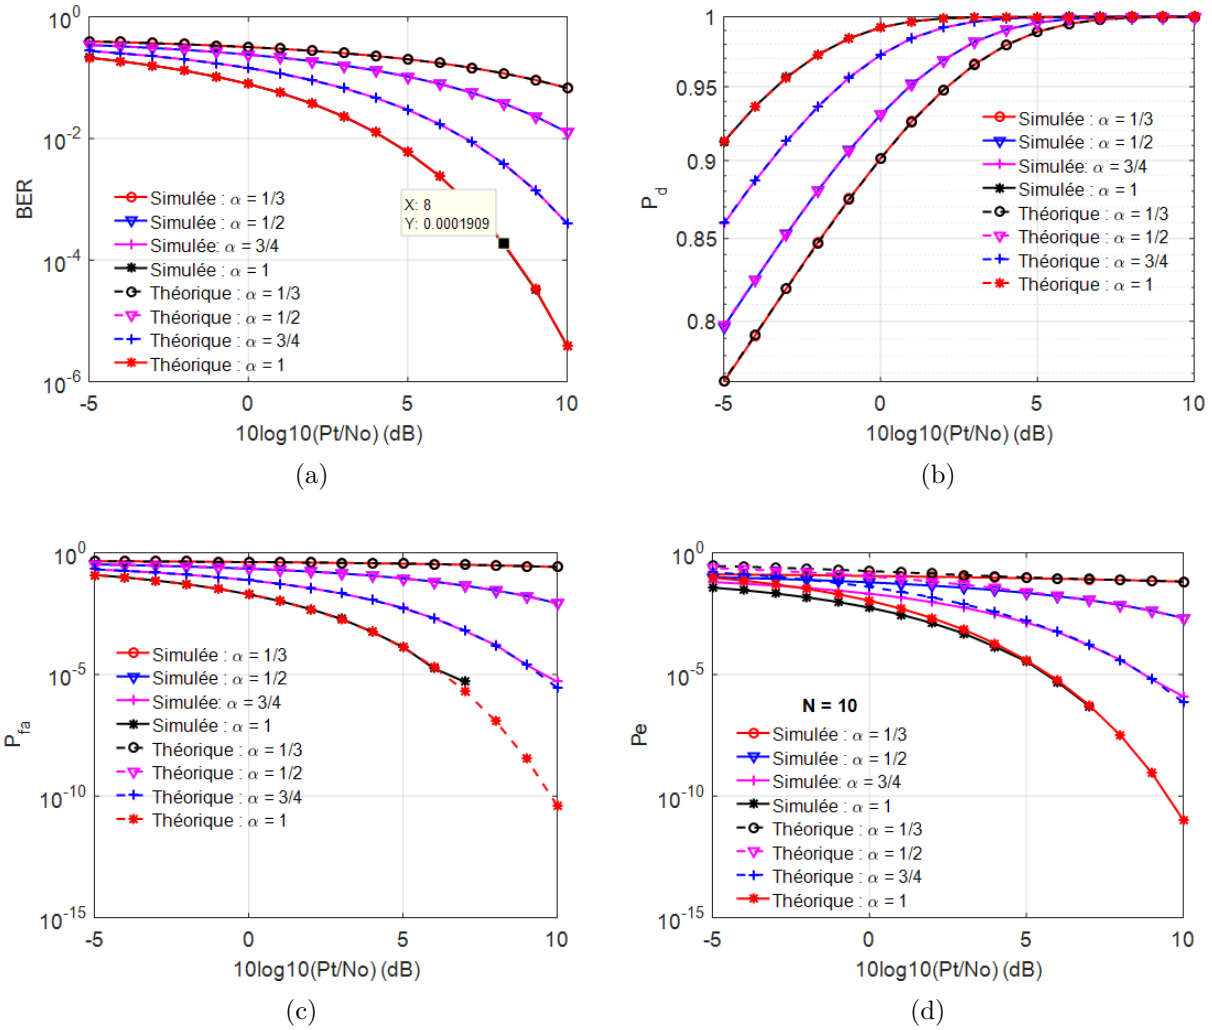 10^0
10^-2
10^-4
10^-6
BER
Simulée : α = 1/3
Simulée : α = 1/2
Simulée: α = 3/4
Simulée : α = 1
Théorique : α = 1/3
Théorique : α = 1/2
Théorique : α = 3/4
Théorique : α = 1
X: 8
Y: 0.0001909
-5 0 5 10
10log10(Pt/No) (dB)
(a)
1
0.95
0.9
0.85
0.8
P_d
Simulée : α = 1/3
Simulée : α = 1/2
Simulée: α = 3/4
Simulée : α = 1
Théorique : α = 1/3
Théorique : α = 1/2
Théorique : α = 3/4
Théorique : α = 1
-5 0 5 10
10log10(Pt/No) (dB)
(b)
10^0
10^-5
10^-10
10^-15
P_fa
Simulée : α = 1/3
Simulée : α = 1/2
Simulée: α = 3/4
Simulée : α = 1
Théorique : α = 1/3
Théorique : α = 1/2
Théorique : α = 3/4
Théorique : α = 1
-5 0 5 10
10log10(Pt/No) (dB)
(c)
10^0
10^-5
10^-10
10^-15
Pe
N = 10
Simulée : α = 1/3
Simulée : α = 1/2
Simulée: α = 3/4
Simulée : α = 1
Théorique : α = 1/3
Théorique : α = 1/2
Théorique : α = 3/4
Théorique : α = 1
-5 0 5 10
10log10(Pt/No) (dB)
(d)